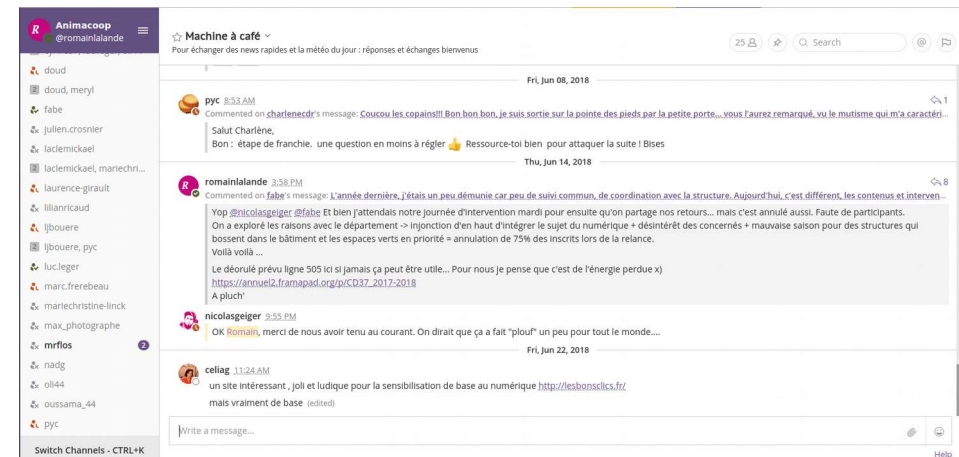 R
Animacoop
@romainlalande
doud
2 doud, meryl
fabe
julien.crosnier
laclemickael
2 laclemickael, mariechri...
laurence-girault
lilianricaud
ljbouere
2 ljbouere, pyc
luc.leger
marc.frerebeau
mariechristine-linck
max_photographe
mrflos 2
nadg
oli44
oussama_44
pyc
Switch Channels - CTRL+K
Machine à café
Pour échanger des news rapides et la météo du jour : réponses et échanges bienvenus
25
Search
@
Fri, Jun 08, 2018
pyc 8:53 AM
1
Commented on charlenecdr's message: Coucou les copains!!! Bon bon bon, je suis sortie sur la pointe des pieds par la petite porte... vous l'aurez remarqué, vu le mutisme qui m'a caractéri...
Salut Charlène,
Bon : étape de franchie. une question en moins à régler 👍 Ressource-toi bien pour attaquer la suite ! Bises
Thu, Jun 14, 2018
R
romainlalande 3:58 PM
8
Commented on fabe's message: L'année dernière, j'étais un peu démunie car peu de suivi commun, de coordination avec la structure. Aujourd'hui, c'est différent, les contenus et interven...
Yop @nicolasgeiger @fabe Et bien j'attendais notre journée d'intervention mardi pour ensuite qu'on partage nos retours... mais c'est annulé aussi. Faute de participants.
On a exploré les raisons avec le département -> injonction d'en haut d'intégrer le sujet du numérique + désintérêt des concernés + mauvaise saison pour des structures qui
bossent dans le bâtiment et les espaces verts en priorité = annulation de 75% des inscrits lors de la relance.
Voilà voilà ...
Le déorulé prévu ligne 505 ici si jamais ça peut être utile... Pour nous je pense que c'est de l'énergie perdue x)
https://annuel2.framapad.org/p/CD37_2017-2018
A pluch'
nicolasgeiger 9:55 PM
OK Romain, merci de nous avoir tenu au courant. On dirait que ça a fait "plouf" un peu pour tout le monde....
Fri, Jun 22, 2018
celiag 11:24 AM
un site intéressant , joli et ludique pour la sensibilisation de base au numérique http://lesbonsclics.fr/
mais vraiment de base (edited)
Write a message...
Help